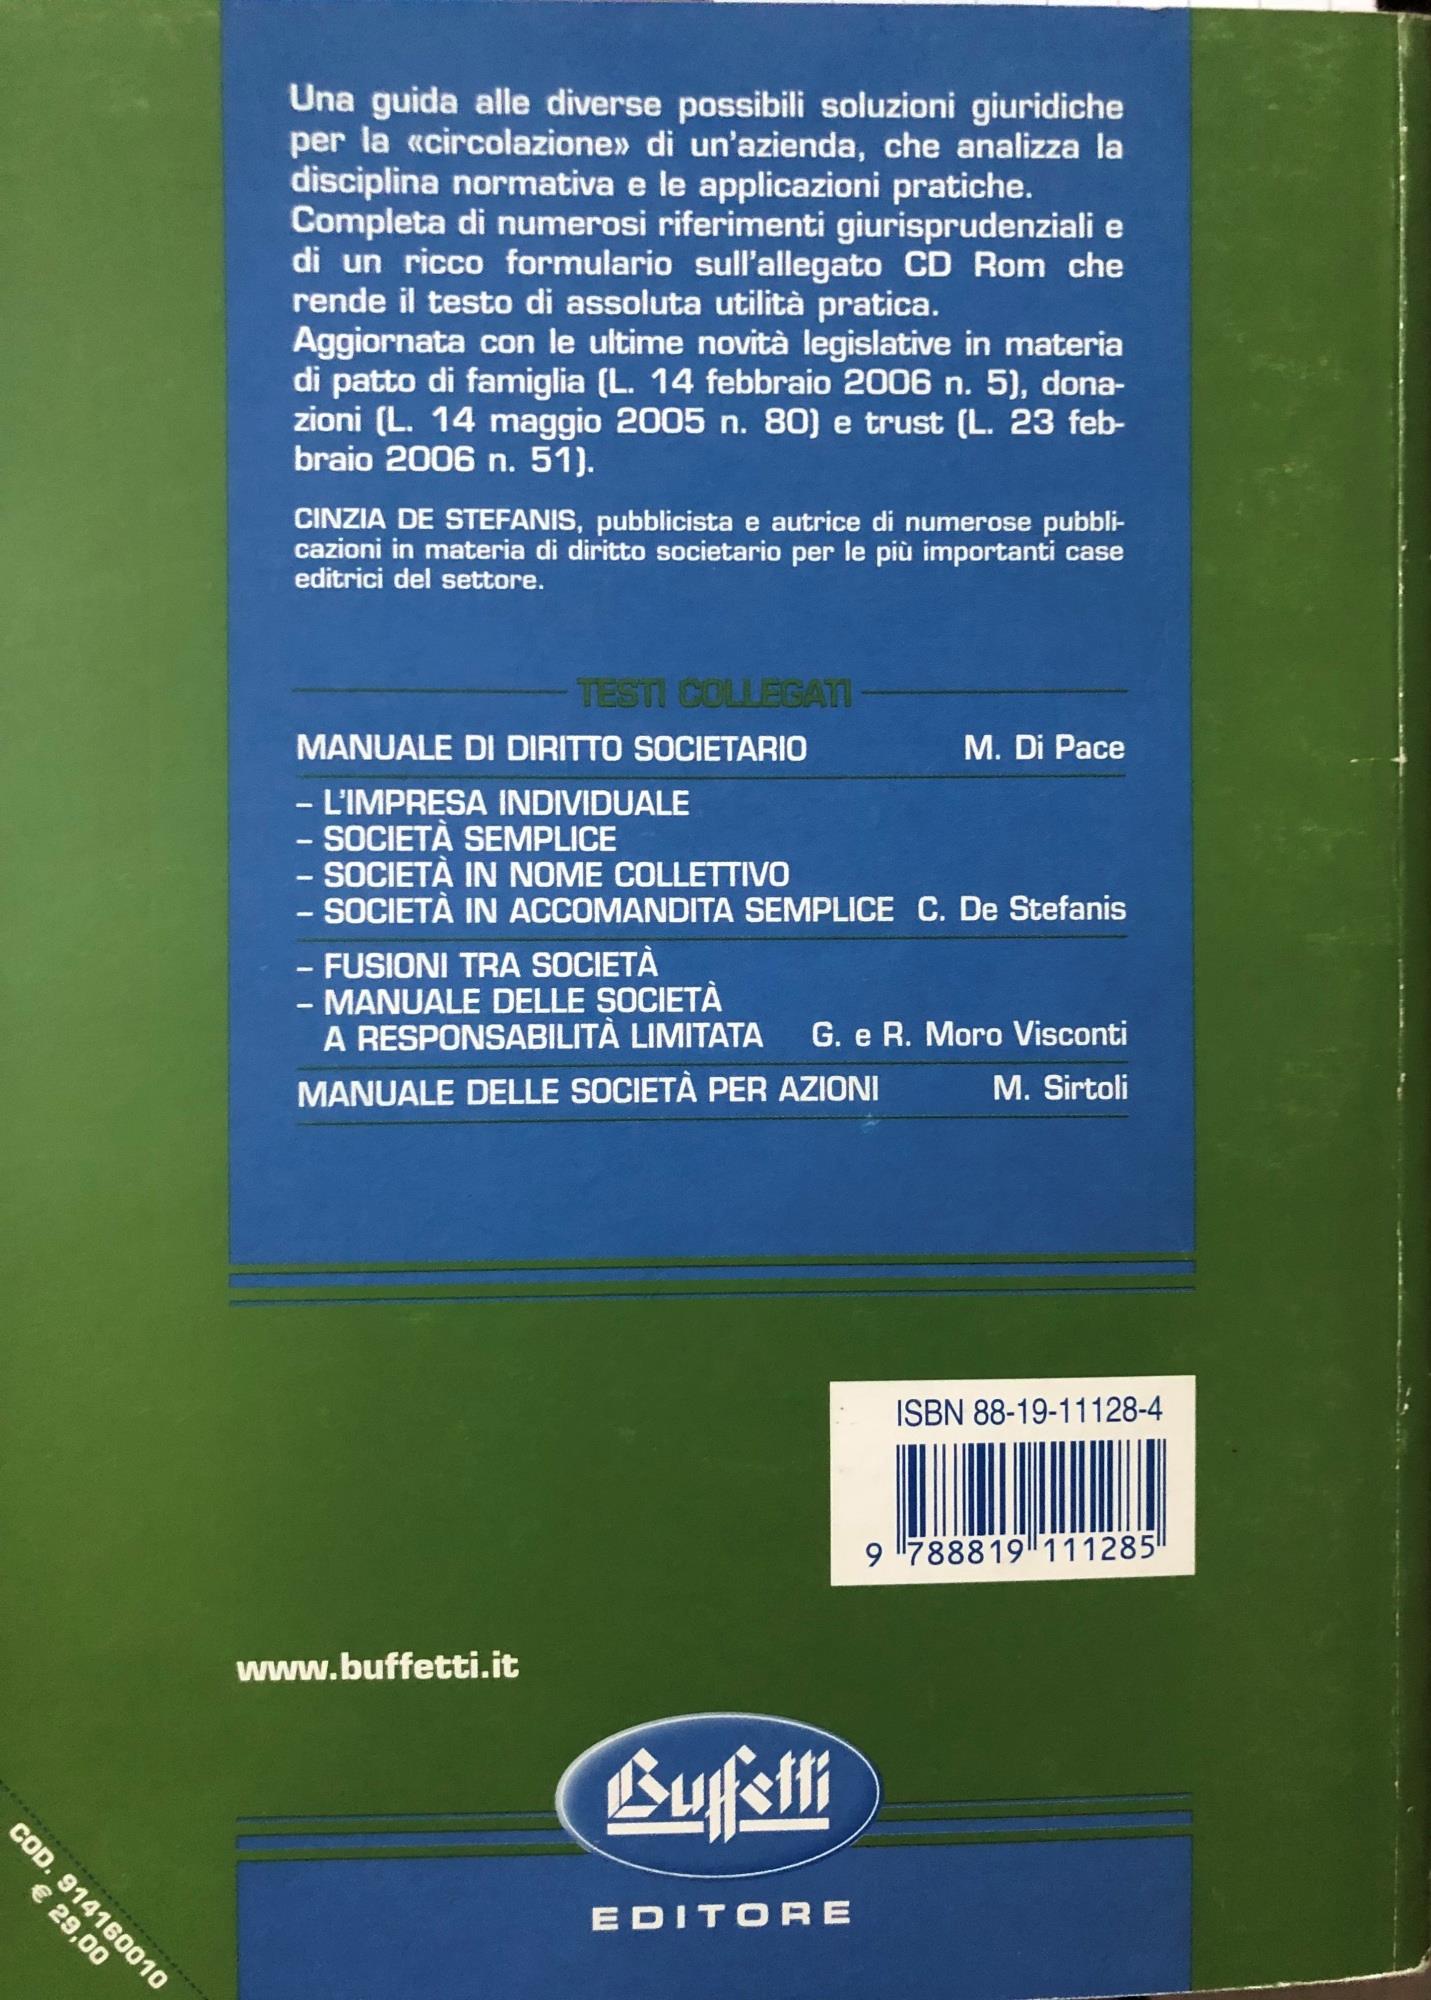 Una guida alle diverse possibili soluzioni giuridiche
per la «circolazione» di un'azienda, che analizza la
disciplina normativa e le applicazioni pratiche.
Completa di numerosi riferimenti giurisprudenziali e
di un ricco formulario sull'allegato CD Rom che
rende il testo di assoluta utilità pratica.
Aggiornata con le ultime novità legislative in materia
di patto di famiglia (L. 14 febbraio 2006 n. 5), dona-
zioni (L. 14 maggio 2005 n. 80) e trust (L. 23 feb-
braio 2006 n. 51).
CINZIA DE STEFANIS, pubblicista e autrice di numerose pubbli-
cazioni in materia di diritto societario per le più importanti case
editrici del settore.
TESTI COLLEGATI
MANUALE DI DIRITTO SOCIETARIO M. Di Pace
– L'IMPRESA INDIVIDUALE
– SOCIETÀ SEMPLICE
– SOCIETÀ IN NOME COLLETTIVO
– SOCIETÀ IN ACCOMANDITA SEMPLICE C. De Stefanis
– FUSIONI TRA SOCIETÀ
– MANUALE DELLE SOCIETÀ
A RESPONSABILITÀ LIMITATA G. e R. Moro Visconti
MANUALE DELLE SOCIETÀ PER AZIONI M. Sirtoli
ISBN 88-19-11128-4
9 788819 111285
www.buffetti.it
Buffetti
EDITORE
COD. 914160010
€ 29,00